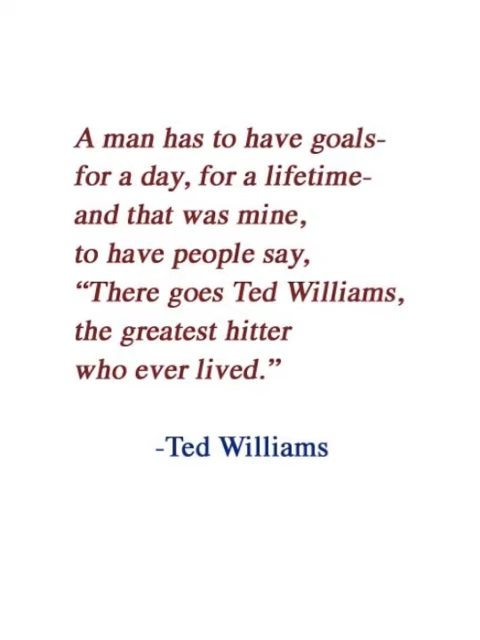 A man has to have goals-
for a day, for a lifetime-
and that was mine,
to have people say,
“There goes Ted Williams,
the greatest hitter
who ever lived.”
-Ted Williams